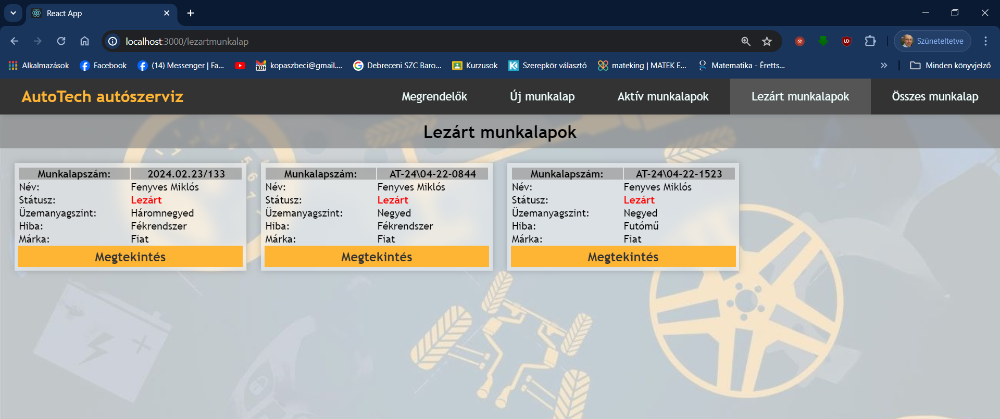 React App
localhost:3000/lezartmunkalap
Szüneteltetve
Alkalmazások
Facebook
(14) Messenger | Fa...
100+
kopaszbeci@gmail....
Debreceni SZC Baro...
Kurzusok
K
Szerepkör választó
mateking | MATEK E...
Matematika - Éretts...
Minden könyvjelző
AutoTech autószerviz
Megrendelők
Új munkalap
Aktív munkalapok
Lezárt munkalapok
Összes munkalap
Lezárt munkalapok
Munkalapszám: 2024.02.23/133
Név: Fenyves Miklós
Státusz: Lezárt
Üzemanyagszint: Háromnegyed
Hiba: Fékrendszer
Márka: Fiat
Megtekintés
Munkalapszám: AT-24\04-22-0844
Név: Fenyves Miklós
Státusz: Lezárt
Üzemanyagszint: Negyed
Hiba: Fékrendszer
Márka: Fiat
Megtekintés
Munkalapszám: AT-24\04-22-1523
Név: Fenyves Miklós
Státusz: Lezárt
Üzemanyagszint: Negyed
Hiba: Futómű
Márka: Fiat
Megtekintés